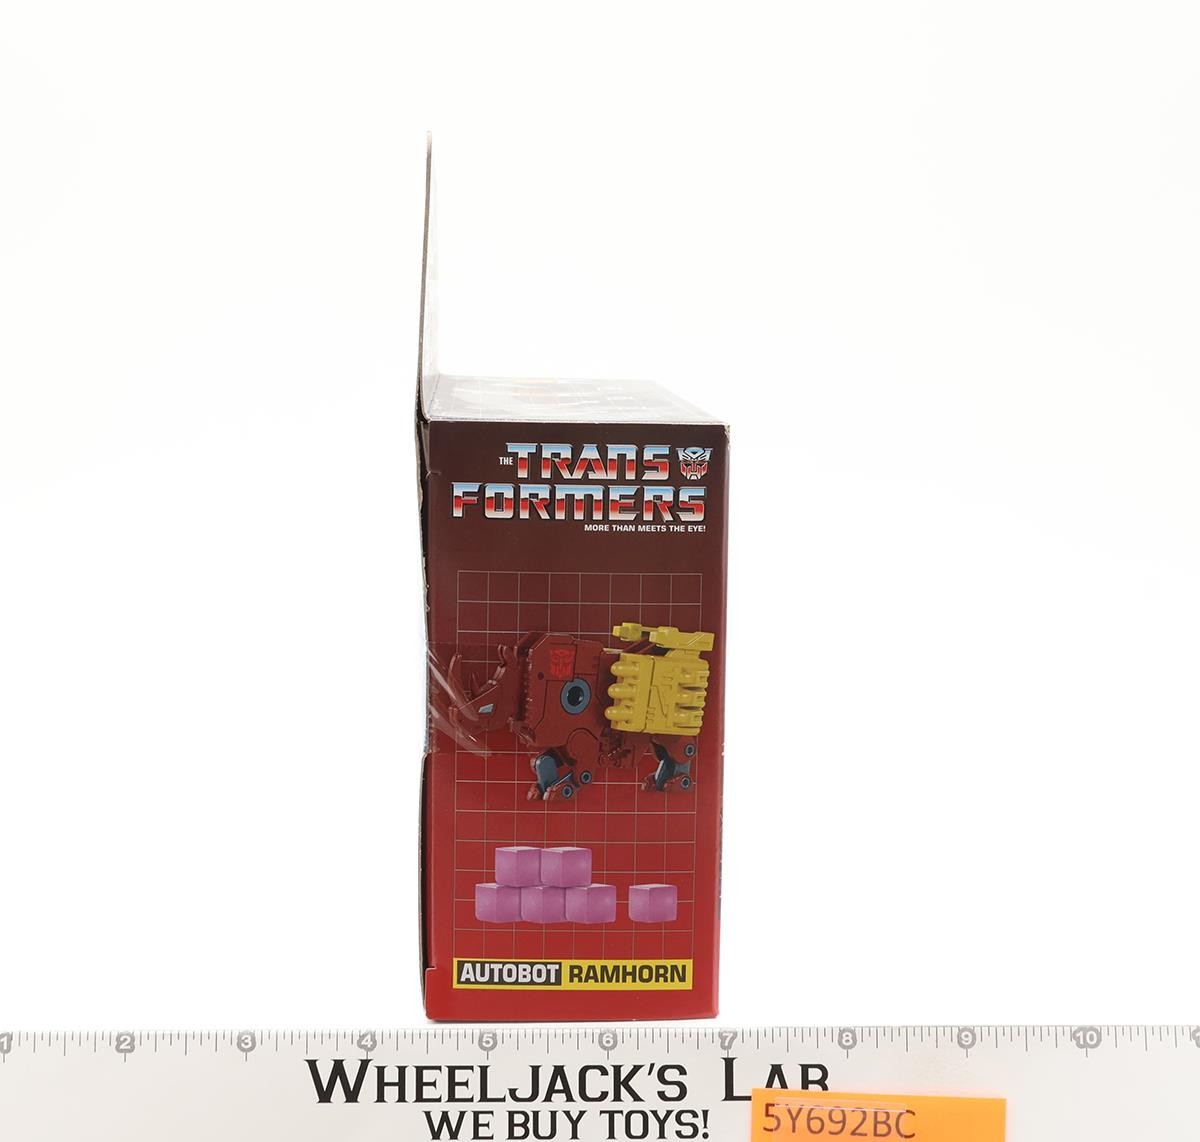 THE TRANS
FORMERS
MORE THAN MEETS THE EYE!
AUTOBOT RAMHORN
1 2 3 4 5 6 7 8 9 10
WHEELJACK'S LAB
WE BUY TOYS!
5Y692BC